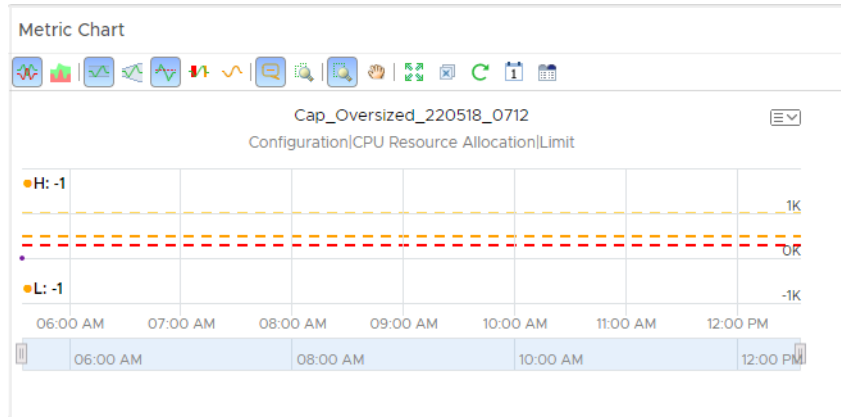 Metric Chart
1
Cap_Oversized_220518_0712
Configuration|CPU Resource Allocation|Limit
H: -1
1K
0K
L: -1
-1K
06:00 AM 07:00 AM 08:00 AM 09:00 AM 10:00 AM 11:00 AM 12:00 PM
06:00 AM 08:00 AM 10:00 AM 12:00 PM